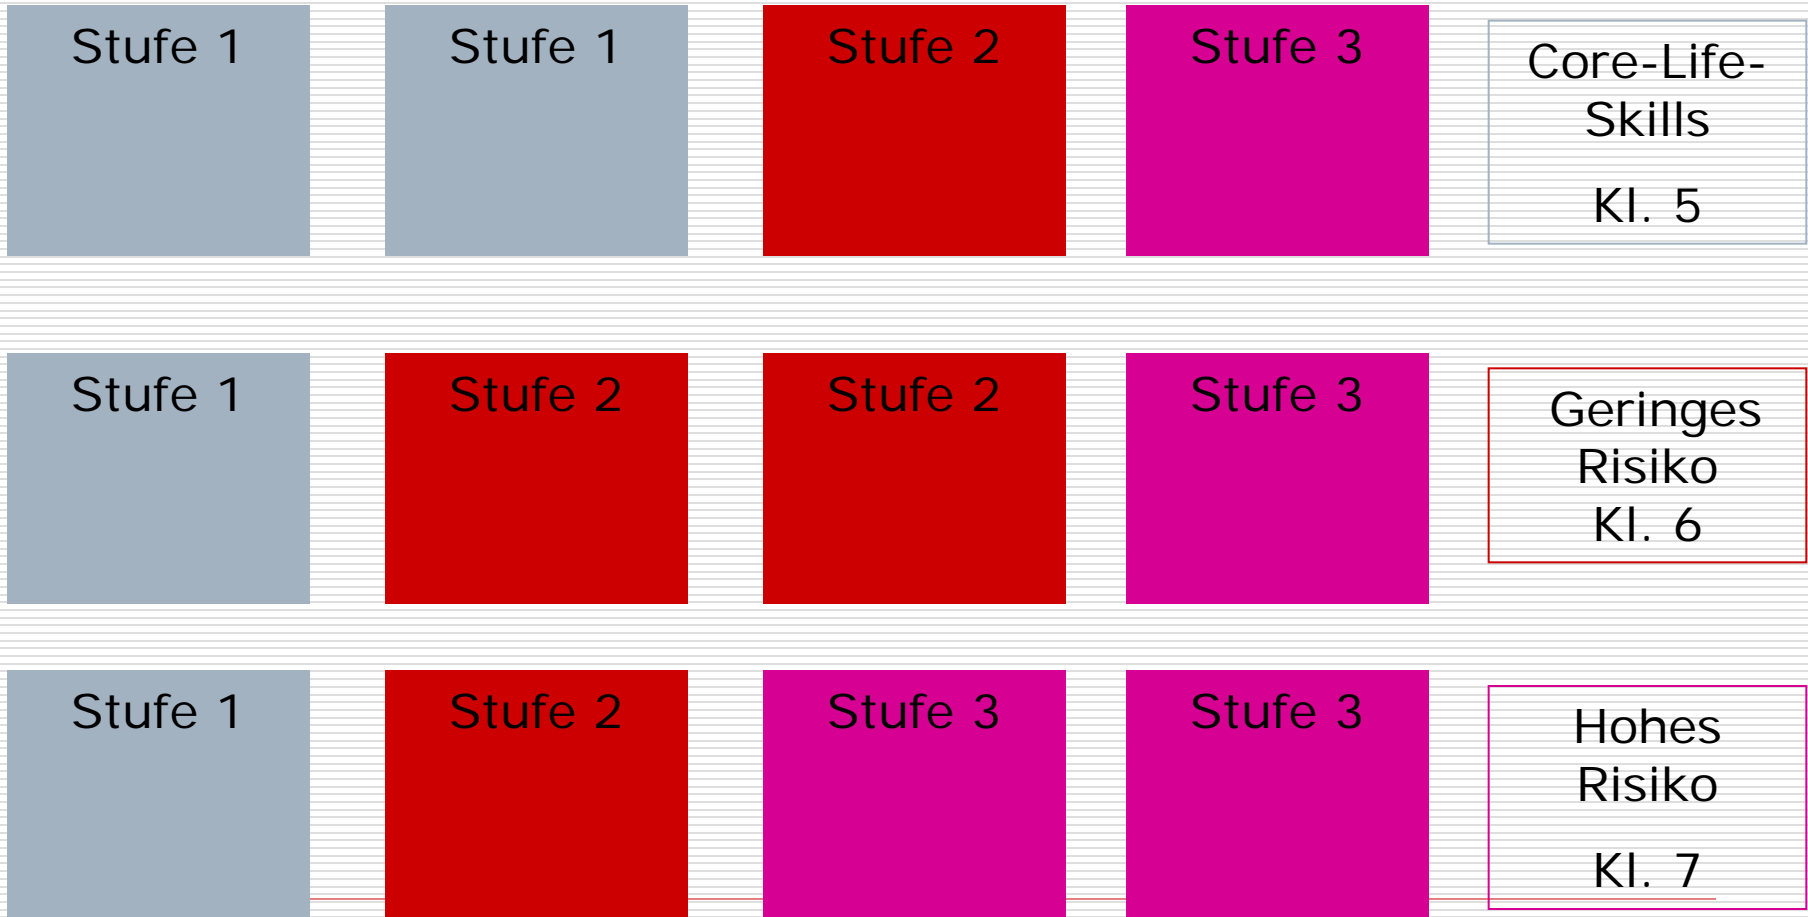 Stufe 1
Stufe 1
Stufe 2
Stufe 3
Core-Life-
Skills
Kl. 5
Stufe 1
Stufe 2
Stufe 2
Stufe 3
Geringes
Risiko
Kl. 6
Stufe 1
Stufe 2
Stufe 3
Stufe 3
Hohes
Risiko
Kl. 7